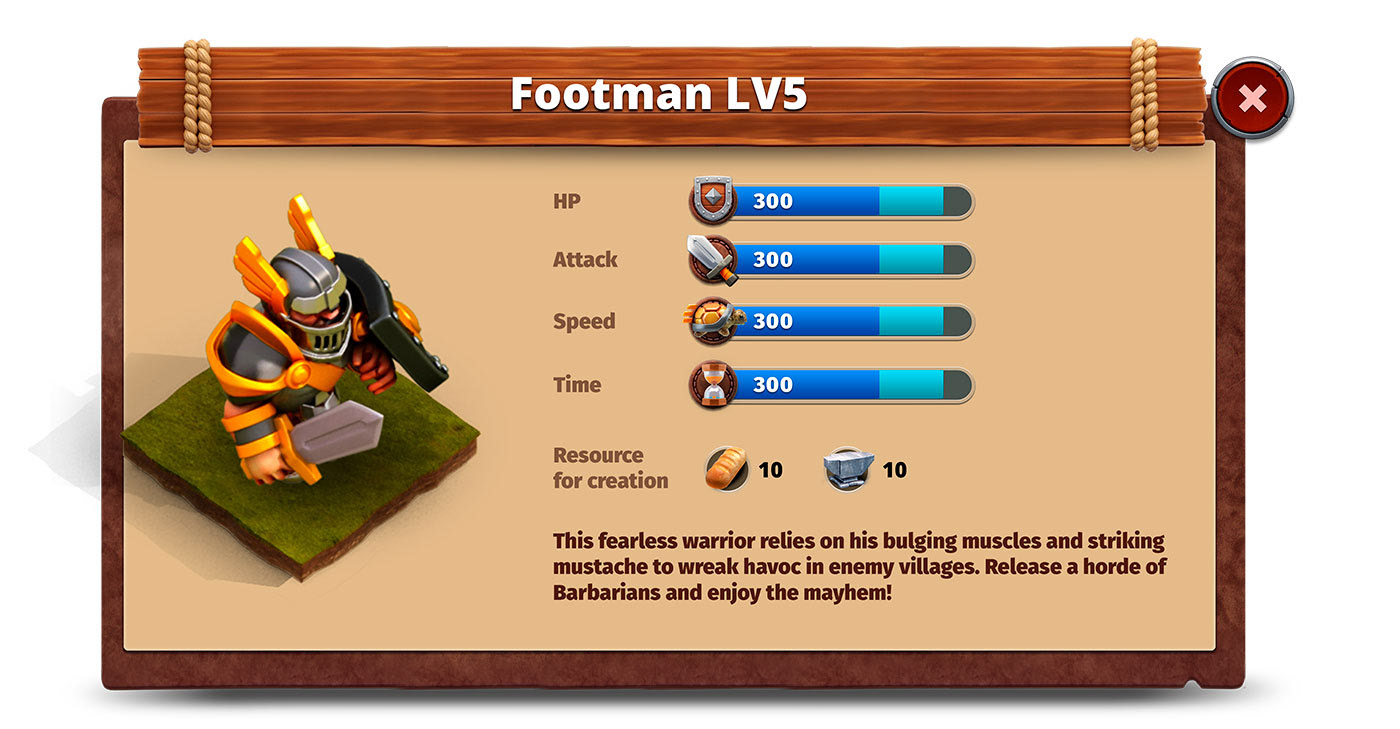 Footman LV5
HP 300
Attack 300
Speed 300
Time 300
Resource
for creation 10 10
This fearless warrior relies on his bulging muscles and striking
mustache to wreak havoc in enemy villages. Release a horde of
Barbarians and enjoy the mayhem!